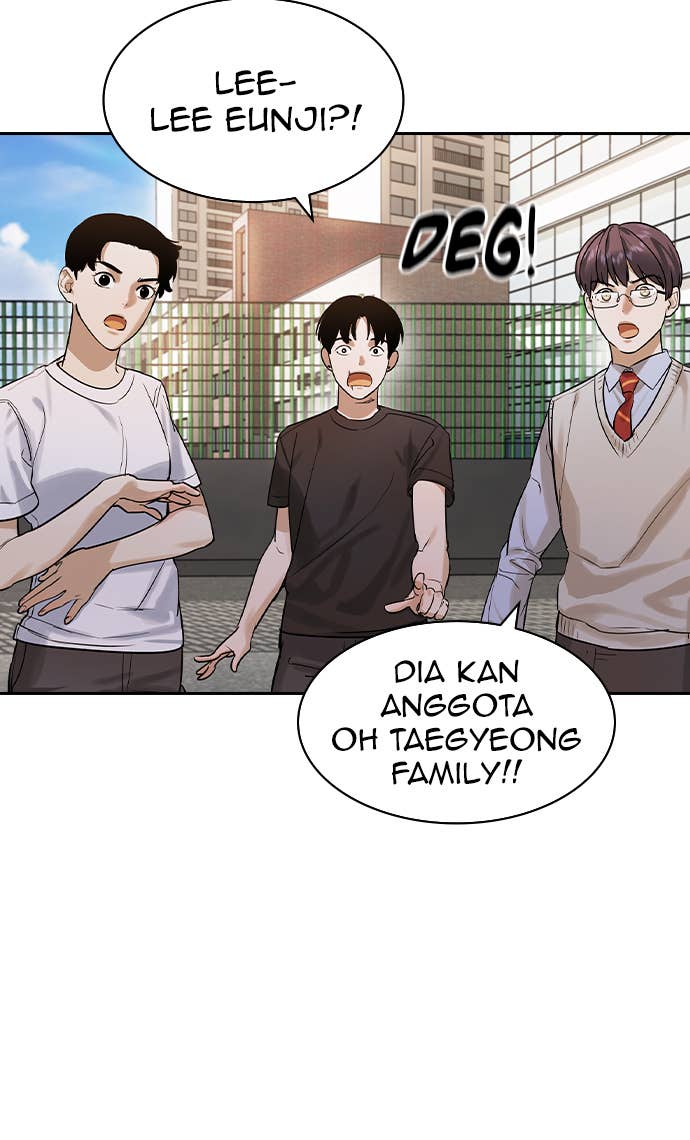 LEE-
LEE EUNJI?!
DEG!
DIA KAN
ANGGOTA
OH TAEGYEONG
FAMILY!!